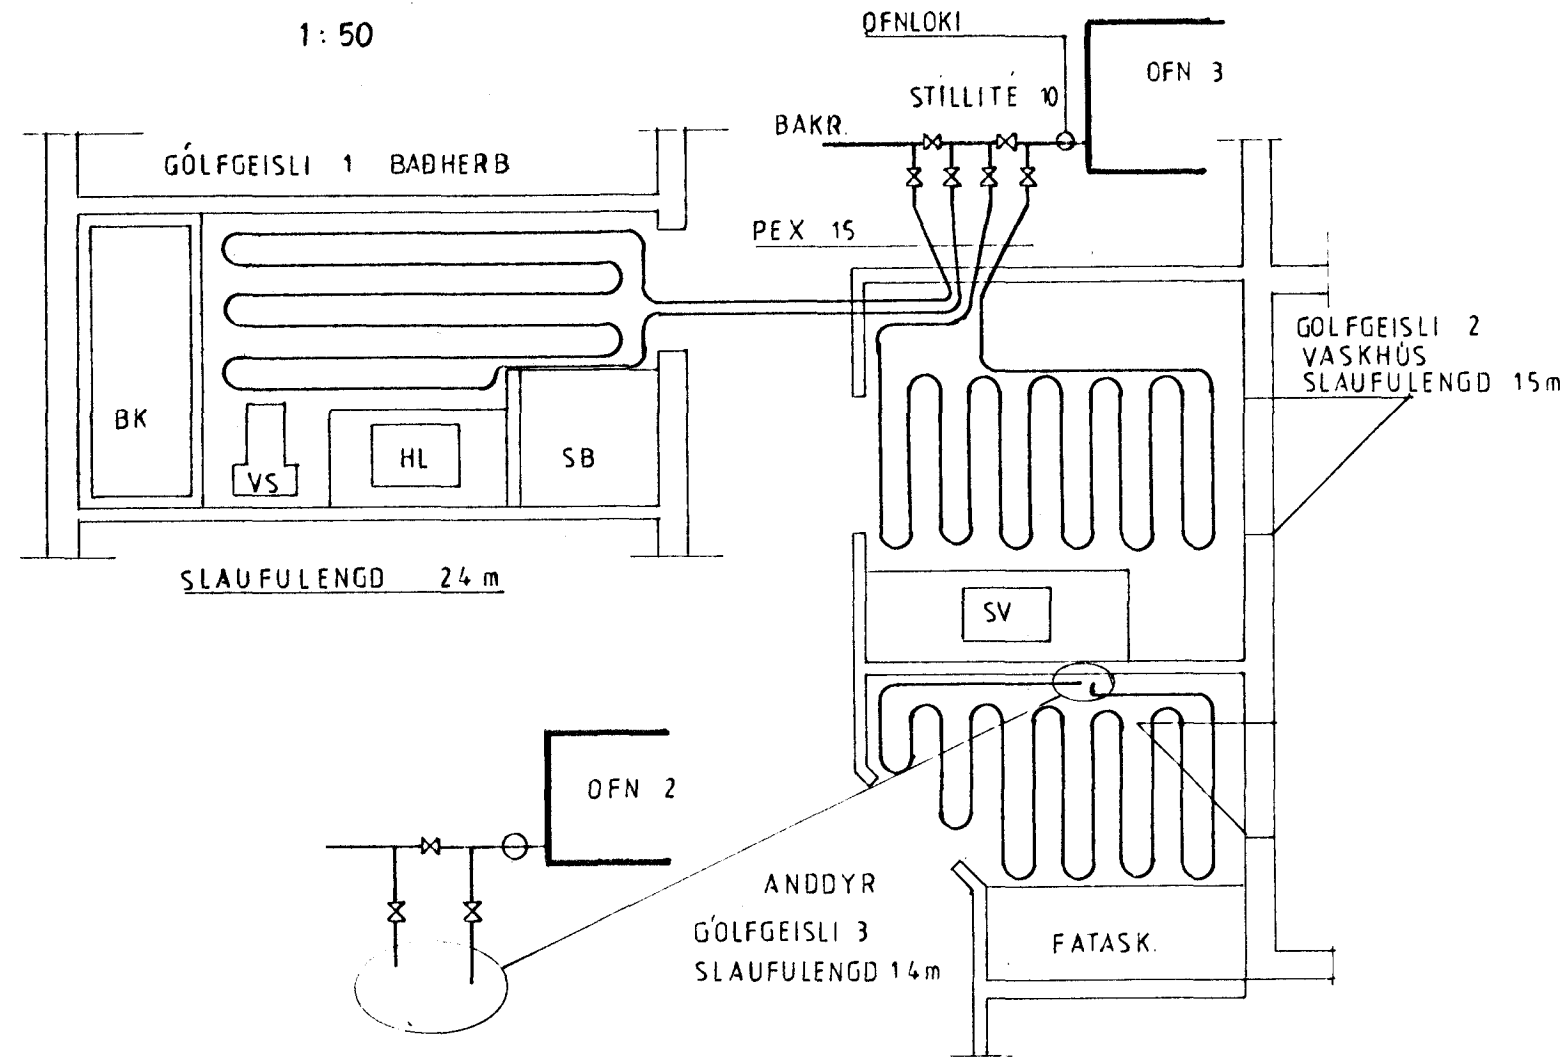 1:50
OFNLOKI
OFN 3
STILLITÉ 10
BAKR.
GÓLFGEISLI 1 BAÐHERB
PEX 15
GÓLFGEISLI 2
VASKHÚS
SLAUFULENGD 15m
BK
VS
HL
SB
SLAUFULENGD 24m
SV
OFN 2
ANDDYR
GÓLFGEISLI 3
SLAUFULENGD 14m
FATASK.